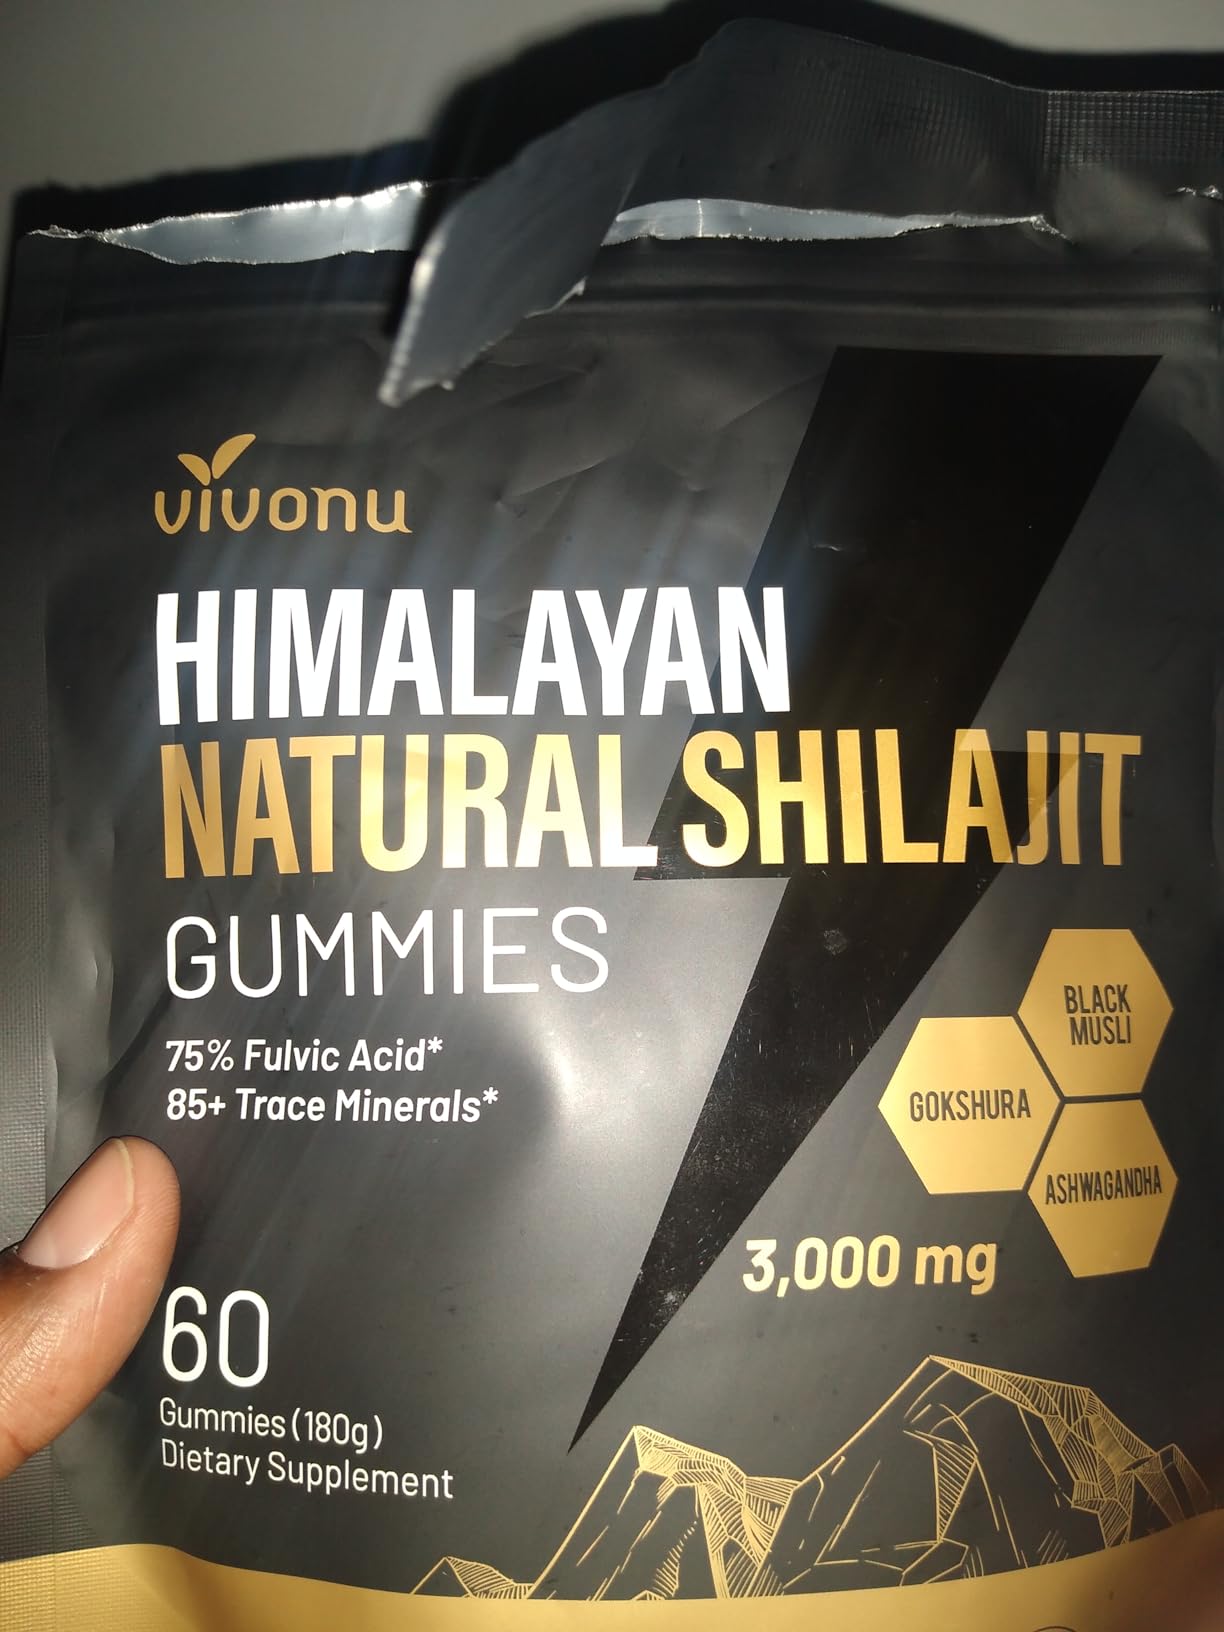 vivonu
HIMALAYAN
NATURAL SHILAJIT
GUMMIES
75% Fulvic Acid*
85+ Trace Minerals*
BLACK
MUSLI
GOKSHURA
ASHWAGANDHA
3,000 mg
60
Gummies (180g)
Dietary Supplement